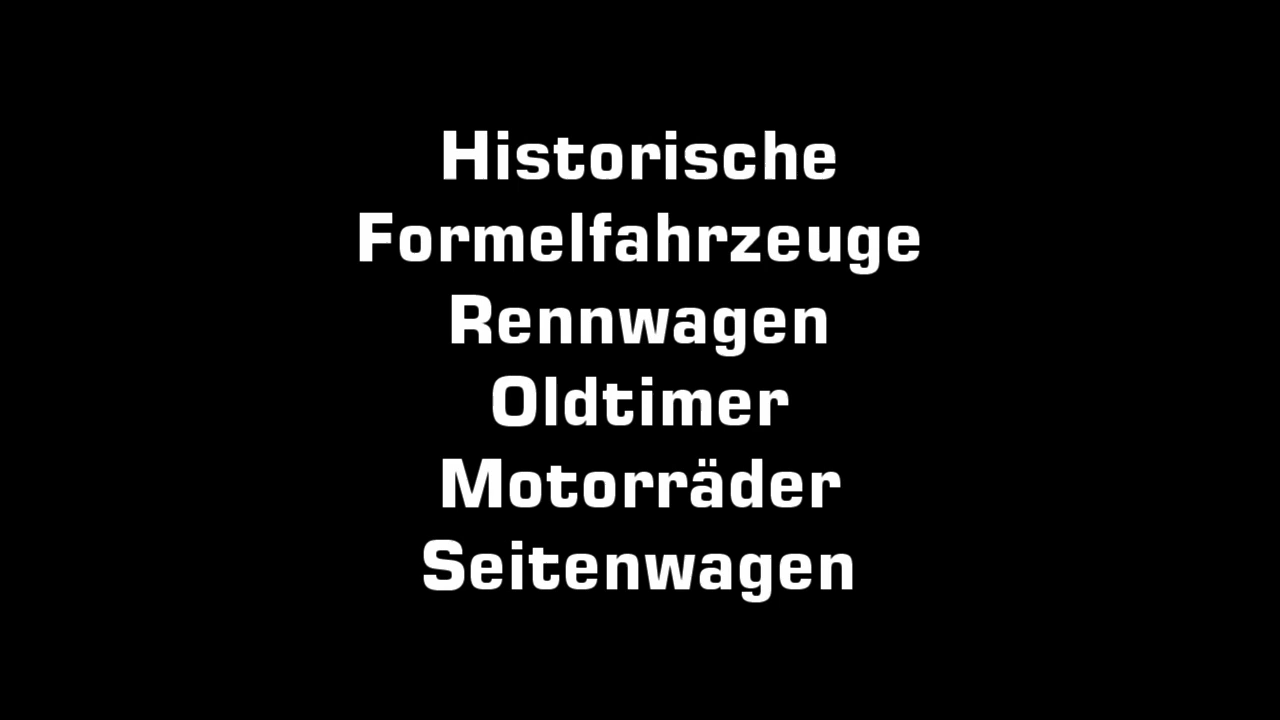 Historische
Formelfahrzeuge
Rennwagen
Oldtimer
Motorräder
Seitenwagen